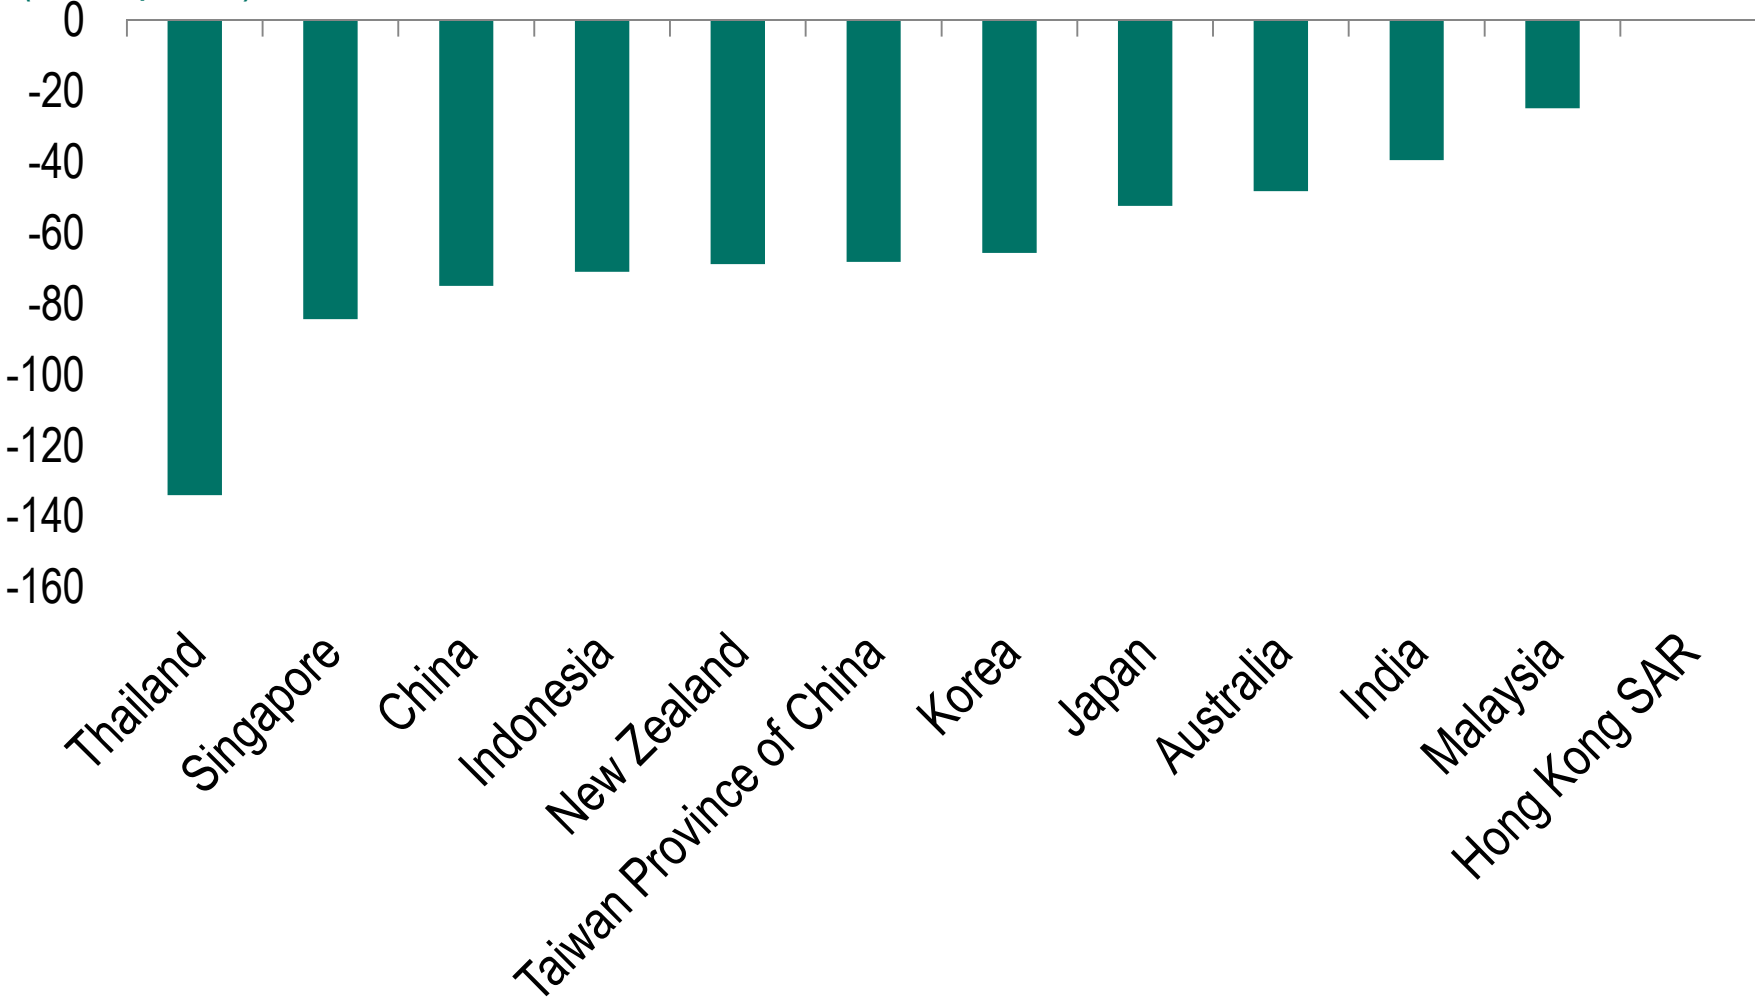 0
-20
-40
-60
-80
-100
-120
-140
-160
Thailand
Singapore
China
Indonesia
New Zealand
Taiwan Province of China
Korea
Japan
Australia
India
Malaysia
Hong Kong SAR